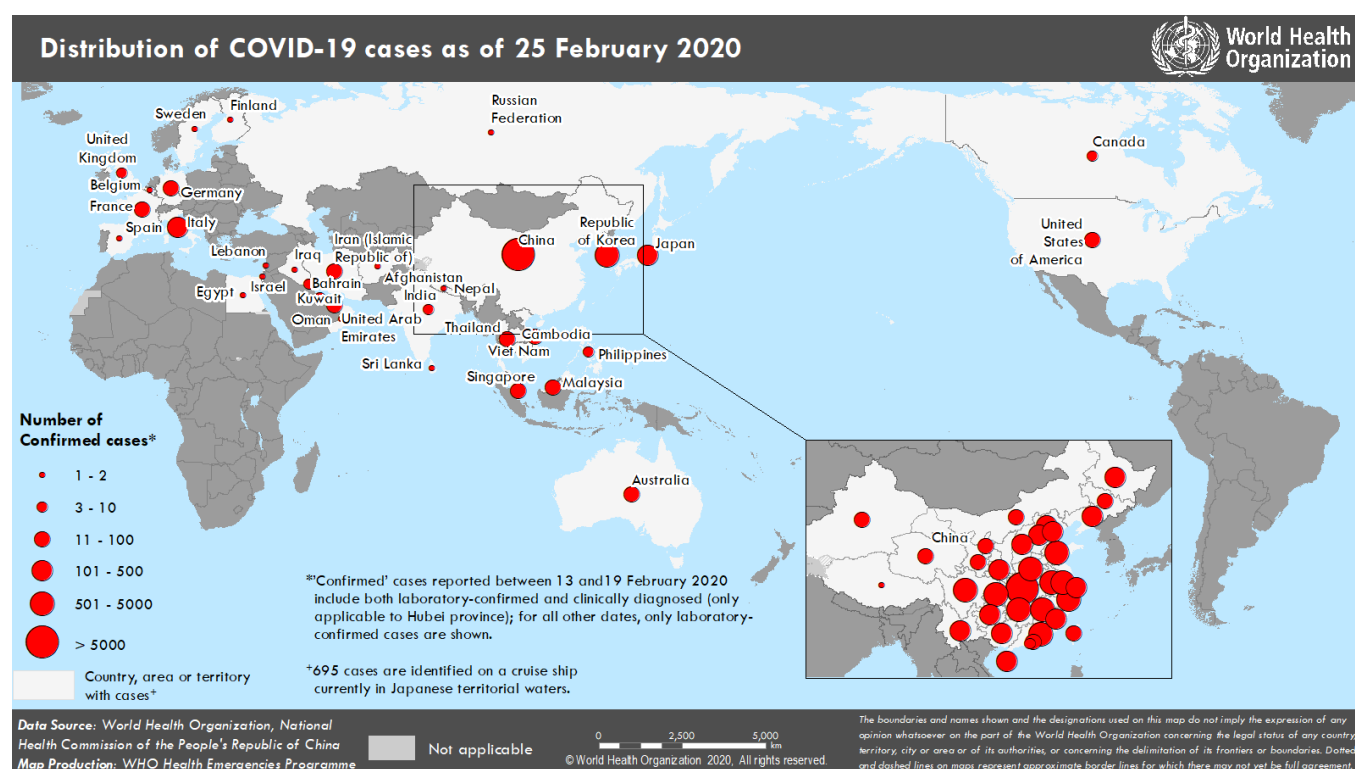 Distribution of COVID-19 cases as of 25 February 2020
World Health
Organization
Finland
Sweden
Russian
Federation
United
Kingdom
Belgium
Germany
France
Spain
Italy
Canada
United
States
of America
Republic
of Korea
Japan
China
Lebanon
Iraq
Iran (Islamic
Republic of)
Afghanistan
Bahrain
Nepal
Egypt
Israel
Kuwait
India
Oman
United Arab
Emirates
Thailand
Cambodia
Viet Nam
Philippines
Sri Lanka
Singapore
Malaysia
Australia
China
Number of
Confirmed cases*
1 - 2
3 - 10
11 - 100
101 - 500
501 - 5000
> 5000
Country, area or territory
with cases+
*'Confirmed' cases reported between 13 and19 February 2020
include both laboratory-confirmed and clinically diagnosed (only
applicable to Hubei province); for all other dates, only laboratory-
confirmed cases are shown.
+695 cases are identified on a cruise ship
currently in Japanese territorial waters.
Data Source: World Health Organization, National
Health Commission of the People's Republic of China
Map Production: WHO Health Emergencies Programme
Not applicable
0 2,500 5,000
km
© World Health Organization 2020, All rights reserved.
The boundaries and names shown and the designations used on this map do not imply the expression of any
opinion whatsoever on the part of the World Health Organization concerning the legal status of any country,
territory, city or area or of its authorities, or concerning the delimitation of its frontiers or boundaries. Dotted
and dashed lines on maps represent approximate border lines for which there may not yet be full agreement.